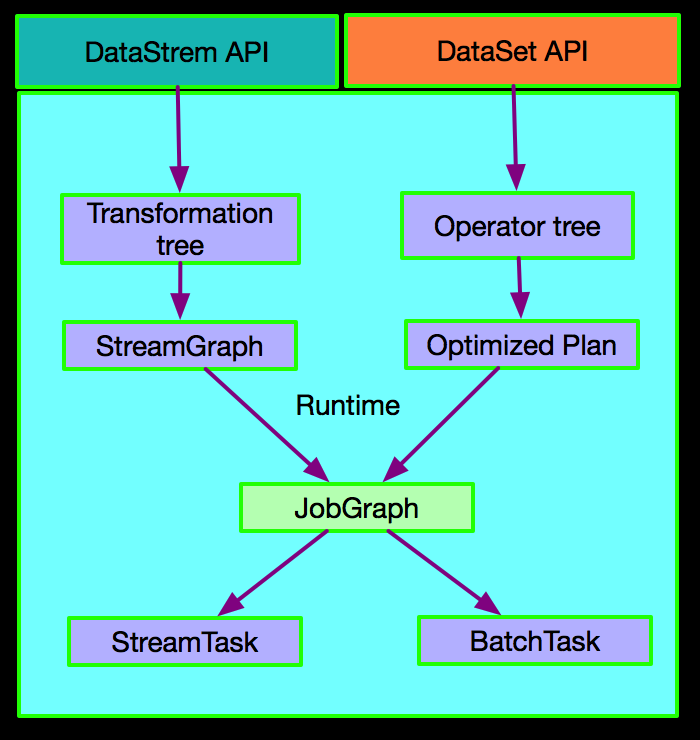 DataStrem API
DataSet API
Transformation
tree
Operator tree
StreamGraph
Optimized Plan
Runtime
JobGraph
StreamTask
BatchTask